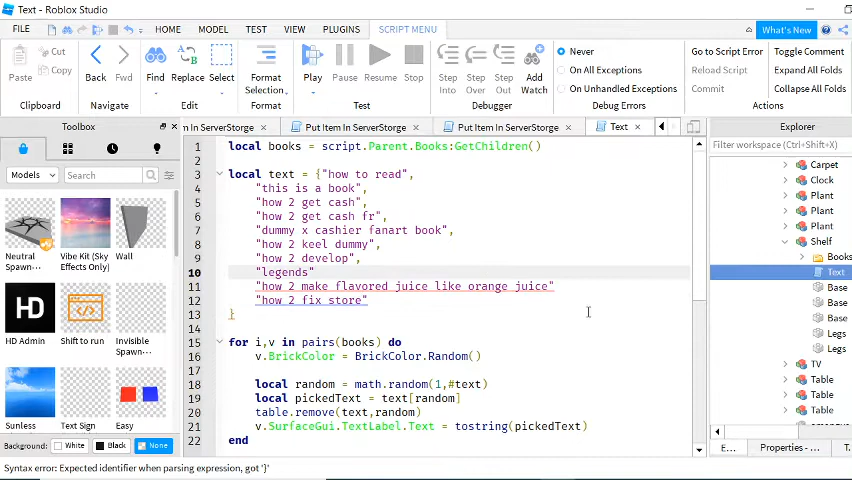 Text - Roblox Studio
FILE HOME MODEL TEST VIEW PLUGINS SCRIPT MENU What's New
Cut
Copy
Paste Back Fwd Find Replace Select Format Selection... Play Pause Resume Stop Step Into Step Over Step Out Add Watch
Never
On All Exceptions
On Unhandled Exceptions
Go to Script Error Toggle Comment
Reload Script Expand All Folds
Commit Collapse All Folds
Clipboard Navigate Edit Format Test Debugger Debug Errors Actions
Toolbox
m In ServerStorge Put Item In ServerStorge Put Item In ServerStorge Text
Explorer
Filter workspace (Ctrl+Shift+X)
Models Search
Neutral Spawn...
Vibe Kit (Sky Effects Only)
Wall
HD
HD Admin
Shift to run
Invisible Spawn...
Sunless
Text Sign
Easy
Background: White Black None
1 local books = script.Parent.Books:GetChildren()
2
3 local text = {"how to read",
4 "this is a book",
5 "how 2 get cash",
6 "how 2 get cash fr",
7 "dummy x cashier fanart book",
8 "how 2 keel dummy",
9 "how 2 develop",
10 "legends"
11 "how 2 make flavored juice like orange juice"
12 "how 2 fix store"
13 }
14
15 for i,v in pairs(books) do
16 v.BrickColor = BrickColor.Random()
17
18 local random = math.random(1,#text)
19 local pickedText = text[random]
20 table.remove(text,random)
21 v.SurfaceGui.TextLabel.Text = tostring(pickedText)
22 end
Carpet
Clock
Plant
Plant
Plant
Shelf
Books
Text
Base
Base
Base
Legs
Legs
TV
Table
Table
Table
E... Properties - ... T.
Syntax error: Expected identifier when parsing expression, got '}'